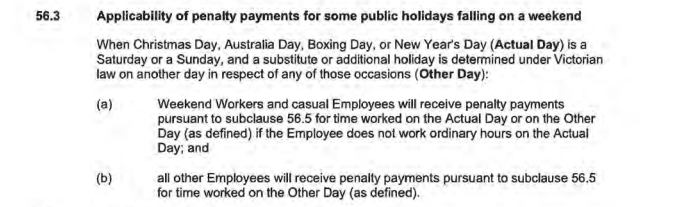 56.3 Applicability of penalty payments for some public holidays falling on a weekend
When Christmas Day, Australia Day, Boxing Day, or New Year's Day (Actual Day) is a
Saturday or a Sunday, and a substitute or additional holiday is determined under Victorian
law on another day in respect of any of those occasions (Other Day):
(a) Weekend Workers and casual Employees will receive penalty payments
pursuant to subclause 56.5 for time worked on the Actual Day or on the Other
Day (as defined) if the Employee does not work ordinary hours on the Actual
Day; and
(b) all other Employees will receive penalty payments pursuant to subclause 56.5
for time worked on the Other Day (as defined).